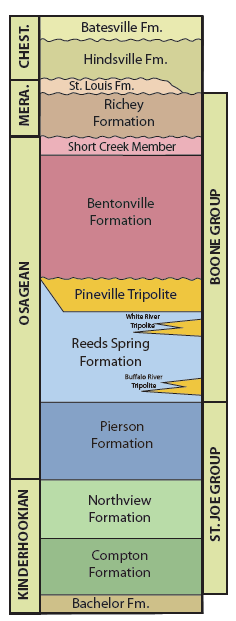 CHEST.
MERA.
OSAGEAN
KINDERHOOKIAN
Batesville Fm.
Hindsville Fm.
St. Louis Fm.
Richey
Formation
Short Creek Member
Bentonville
Formation
Pineville Tripolite
White River
Tripolite
Reeds Spring
Formation
Buffalo River
Tripolite
Pierson
Formation
Northview
Formation
Compton
Formation
Bachelor Fm.
BOONE GROUP
ST. JOE GROUP